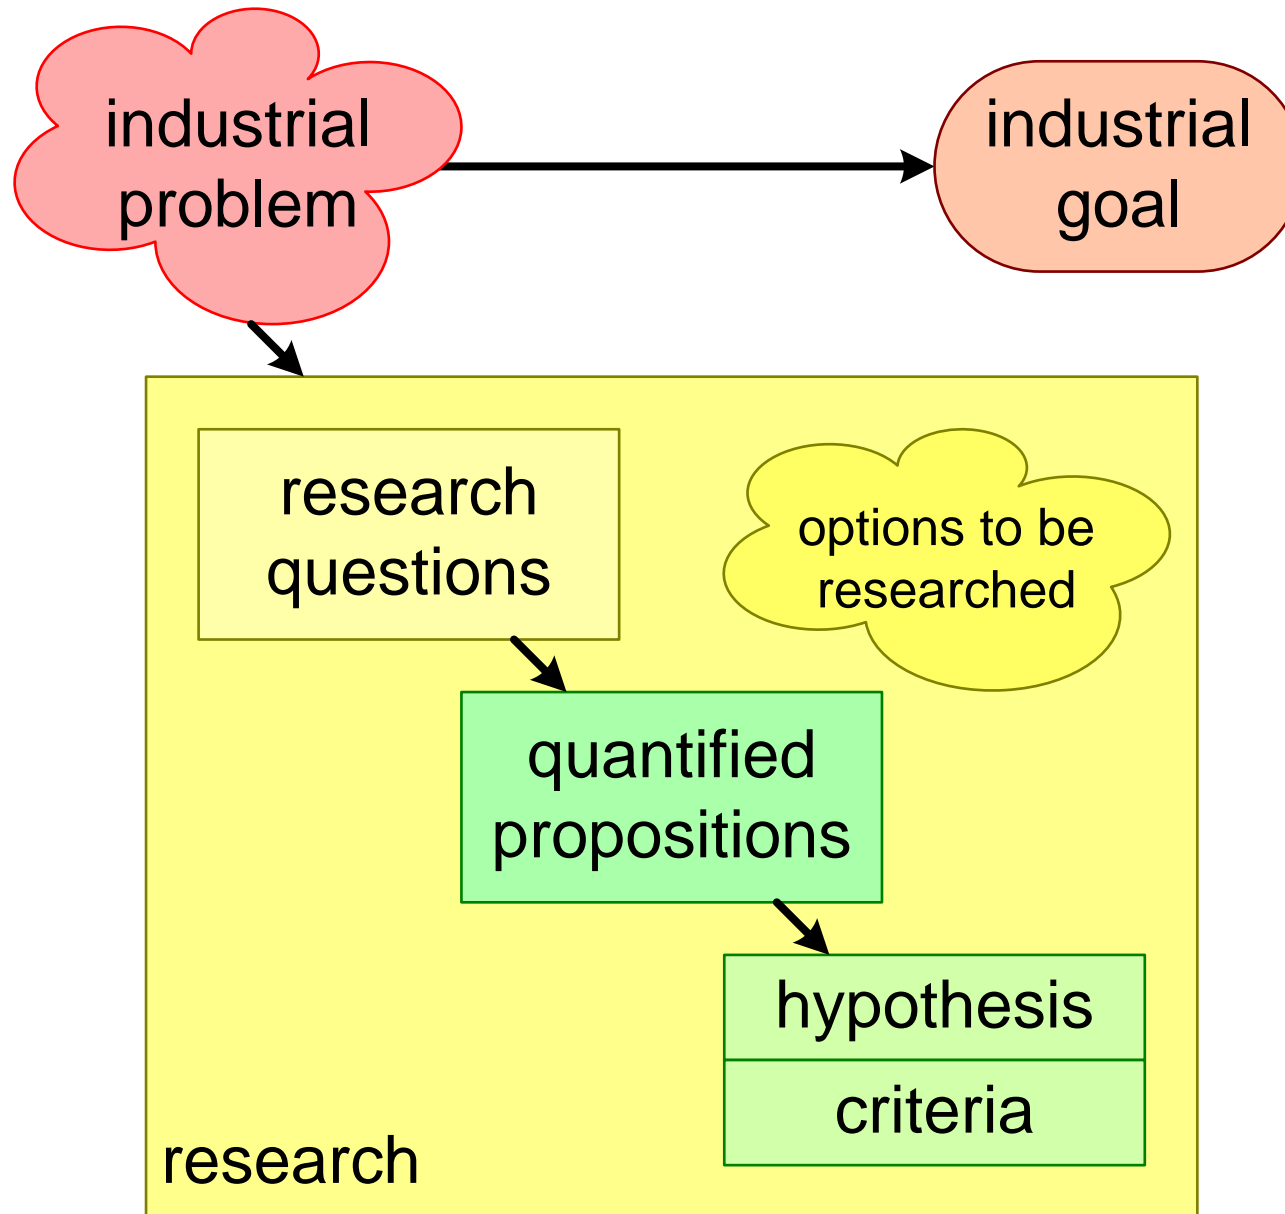 industrial
problem
industrial
goal
research
questions
options to be
researched
quantified
propositions
hypothesis
criteria
research